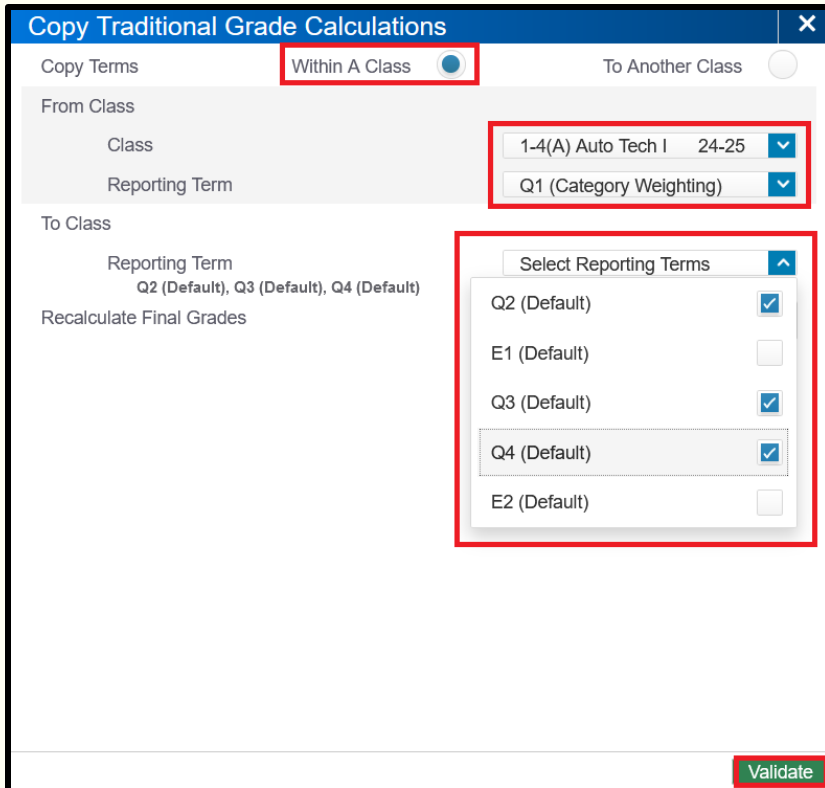 Copy Traditional Grade Calculations
Copy Terms Within A Class To Another Class
From Class
Class 1-4(A) Auto Tech I 24-25
Reporting Term Q1 (Category Weighting)
To Class
Reporting Term Select Reporting Terms
Q2 (Default), Q3 (Default), Q4 (Default)
Q2 (Default)
Recalculate Final Grades
E1 (Default)
Q3 (Default)
Q4 (Default)
E2 (Default)
Validate